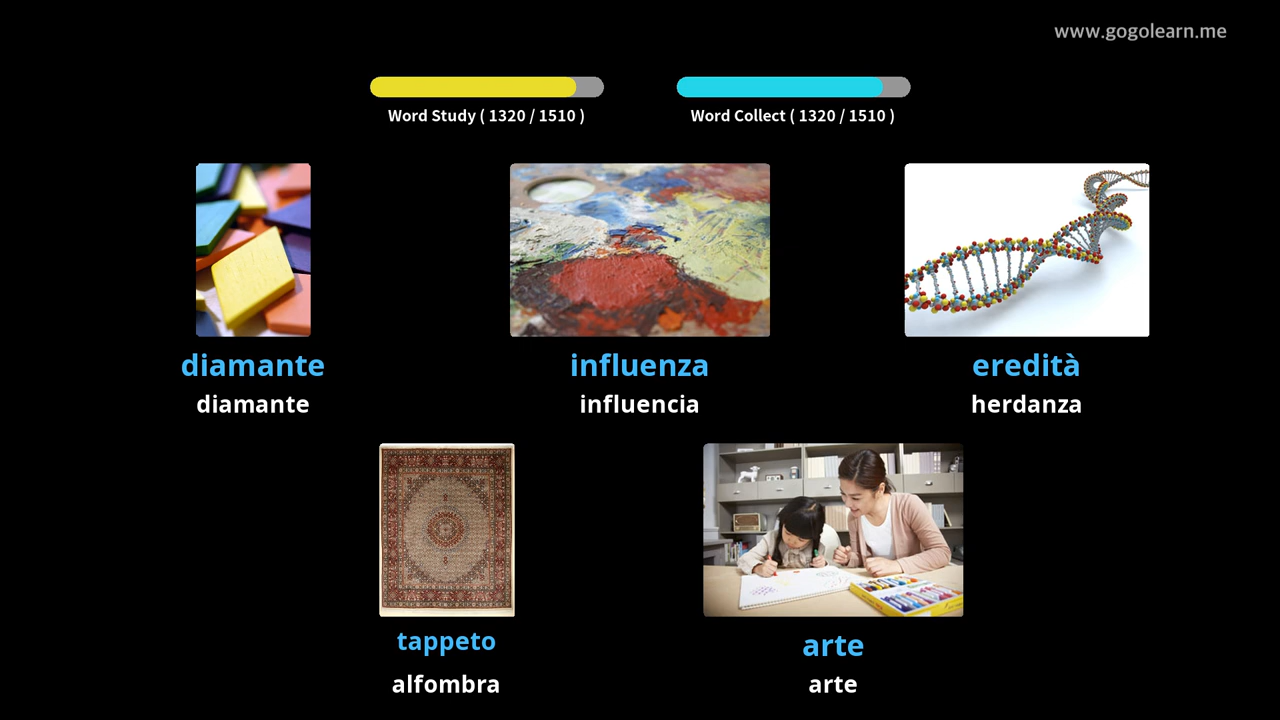 www.gogolearn.me
Word Study ( 1320 / 1510 )
Word Collect ( 1320 / 1510 )
diamante
influenza
eredità
diamante
influencia
herdanza
tappeto
arte
alfombra
arte